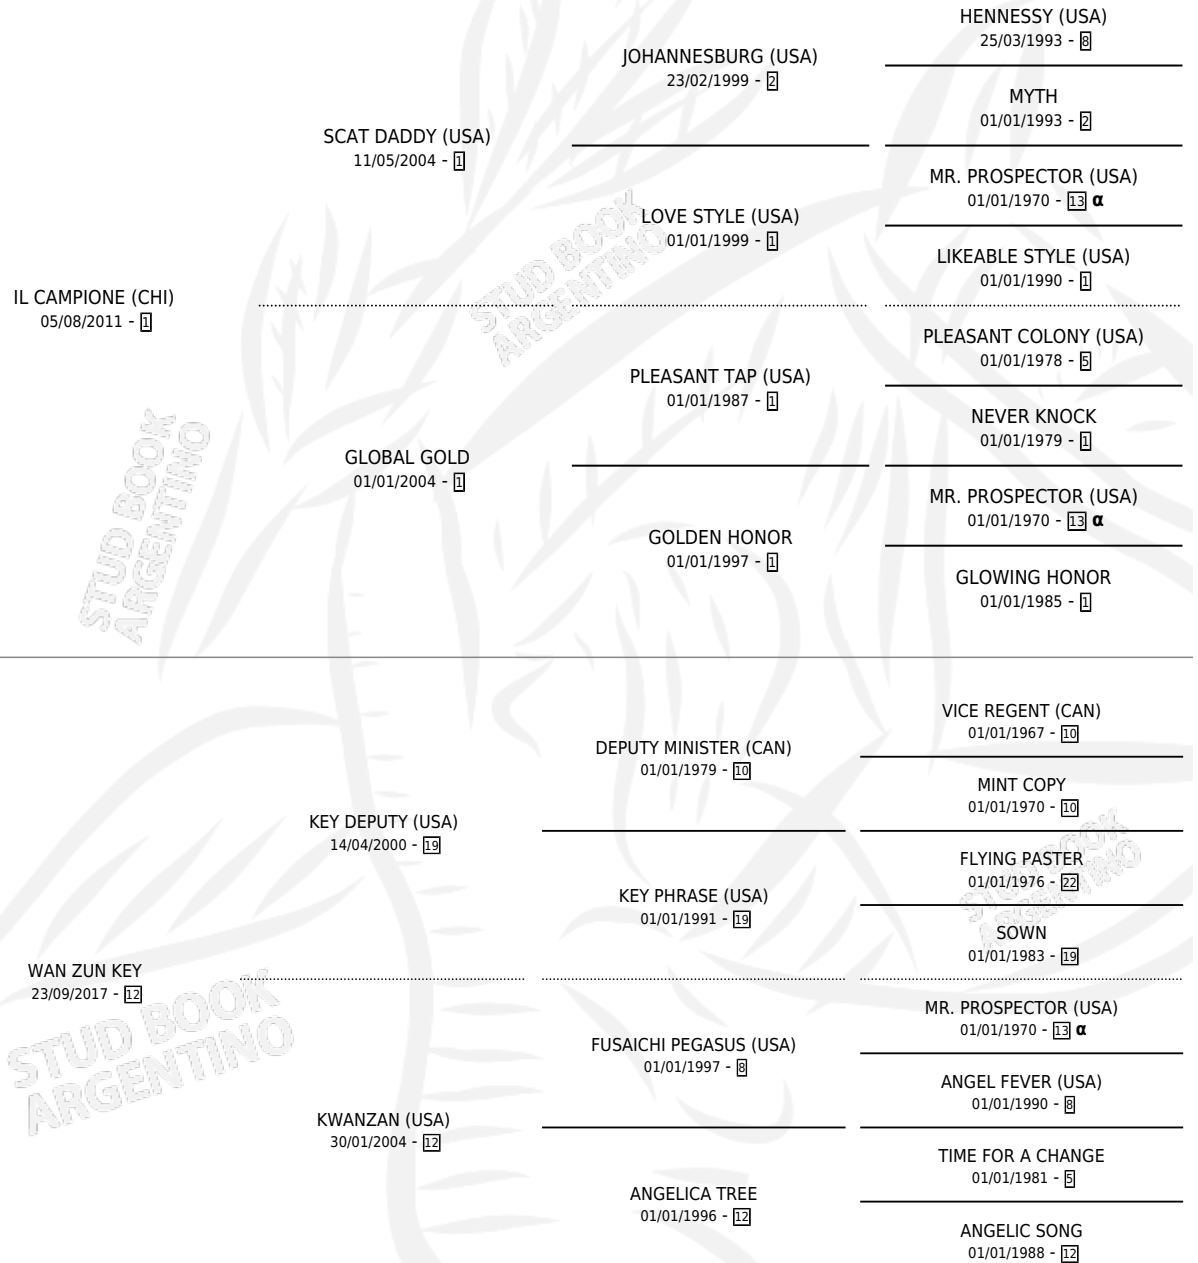 HENNESSY (USA)
25/03/1993 - 8
JOHANNESBURG (USA)
23/02/1999 - 2
MYTH
01/01/1993 - 2
SCAT DADDY (USA)
11/05/2004 - 1
MR. PROSPECTOR (USA)
01/01/1970 - 13 α
LOVE STYLE (USA)
01/01/1999 - 1
LIKEABLE STYLE (USA)
01/01/1990 - 1
IL CAMPIONE (CHI)
05/08/2011 - 1
PLEASANT COLONY (USA)
01/01/1978 - 5
PLEASANT TAP (USA)
01/01/1987 - 1
NEVER KNOCK
01/01/1979 - 1
GLOBAL GOLD
01/01/2004 - 1
MR. PROSPECTOR (USA)
01/01/1970 - 13 α
GOLDEN HONOR
01/01/1997 - 1
GLOWING HONOR
01/01/1985 - 1
VICE REGENT (CAN)
01/01/1967 - 10
DEPUTY MINISTER (CAN)
01/01/1979 - 10
MINT COPY
01/01/1970 - 10
KEY DEPUTY (USA)
14/04/2000 - 19
FLYING PASTER
01/01/1976 - 22
KEY PHRASE (USA)
01/01/1991 - 19
SOWN
01/01/1983 - 19
WAN ZUN KEY
23/09/2017 - 12
MR. PROSPECTOR (USA)
01/01/1970 - 13 α
FUSAICHI PEGASUS (USA)
01/01/1997 - 8
ANGEL FEVER (USA)
01/01/1990 - 8
KWANZAN (USA)
30/01/2004 - 12
TIME FOR A CHANGE
01/01/1981 - 5
ANGELICA TREE
01/01/1996 - 12
ANGELIC SONG
01/01/1988 - 12
STUD BOOK
ARGENTINO
STUD BOOK
ARGENTINO
STUD BOOK
ARGENTINO
STUD BOOK
ARGENTINO